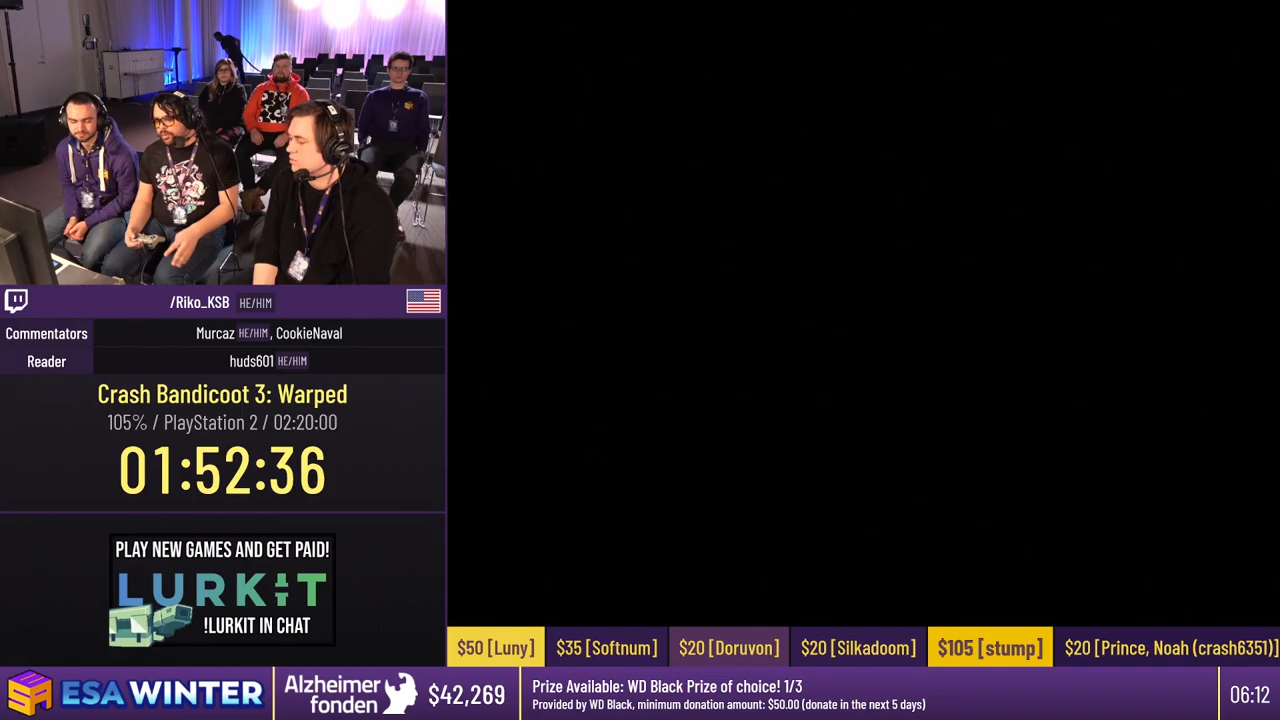 /Riko_KSB HE/HIM
Commentators Murcaz HE/HIM, CookieNaval
Reader huds601 HE/HIM
Crash Bandicoot 3: Warped
105% / PlayStation 2 / 02:20:00
01:52:36
PLAY NEW GAMES AND GET PAID!
LURKIT
!LURKIT IN CHAT
$50 [Luny] $35 [Softnum] $20 [Doruvon] $20 [Silkadoom] $105 [stump] $20 [Prince, Noah (crash6351)]
ESA WINTER
Alzheimer
fonden
$42,269
Prize Available: WD Black Prize of choice! 1/3
Provided by WD Black, minimum donation amount: $50.00 (donate in the next 5 days)
06:12